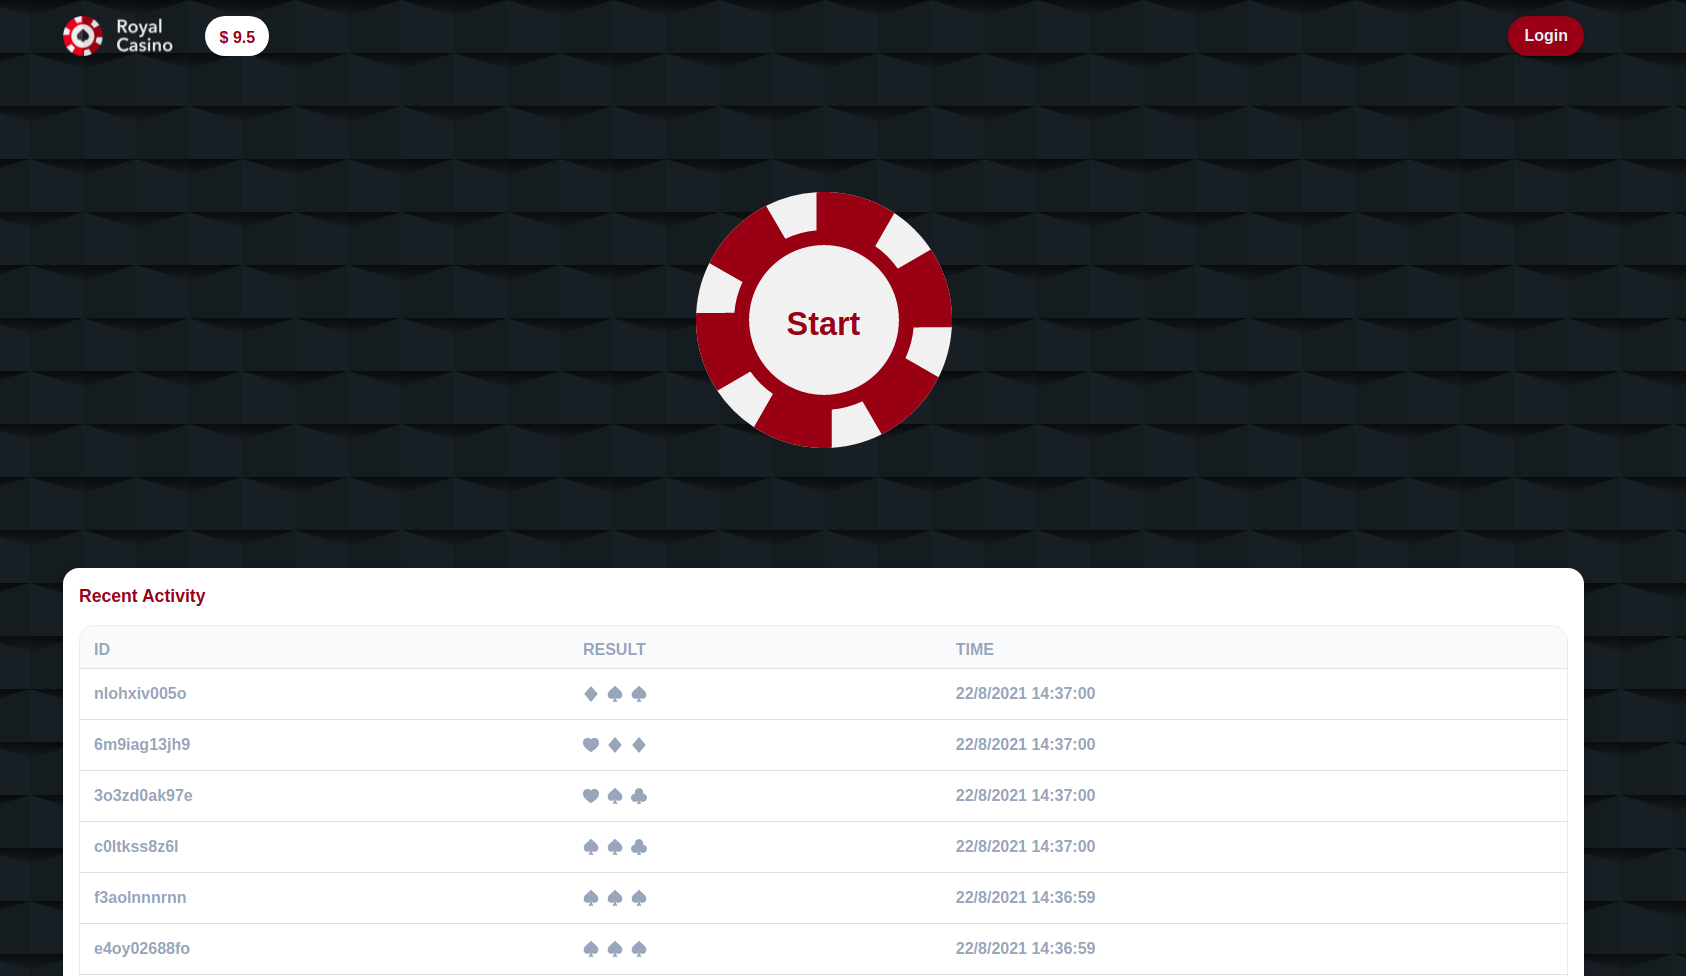 Royal
Casino
$ 9.5
Login
Start
Recent Activity
ID RESULT TIME
nlohxiv005o 22/8/2021 14:37:00
6m9iag13jh9 22/8/2021 14:37:00
3o3zd0ak97e 22/8/2021 14:37:00
c0ltkss8z6l 22/8/2021 14:37:00
f3aolnnnrnn 22/8/2021 14:36:59
e4oy02688fo 22/8/2021 14:36:59